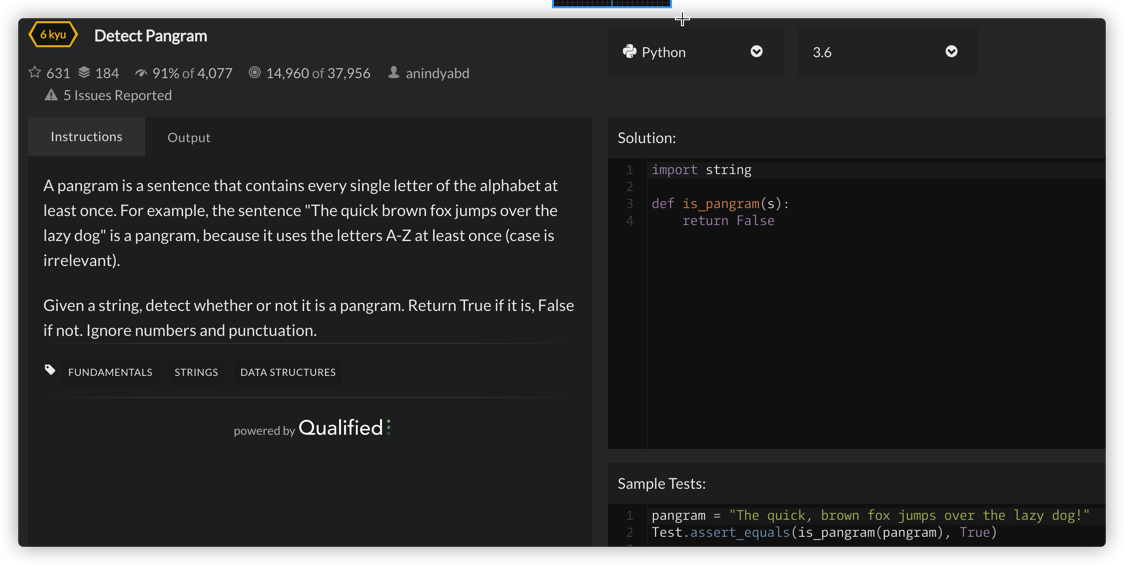 6 kyu Detect Pangram
631 184 91% of 4,077 14,960 of 37,956 anindyabd
5 Issues Reported
Instructions Output
A pangram is a sentence that contains every single letter of the alphabet at
least once. For example, the sentence "The quick brown fox jumps over the
lazy dog" is a pangram, because it uses the letters A-Z at least once (case is
irrelevant).
Given a string, detect whether or not it is a pangram. Return True if it is, False
if not. Ignore numbers and punctuation.
FUNDAMENTALS STRINGS DATA STRUCTURES
powered by Qualified
Python 3.6
Solution:
1 import string
2
3 def is_pangram(s):
4     return False
Sample Tests:
1 pangram = "The quick, brown fox jumps over the lazy dog!"
2 Test.assert_equals(is_pangram(pangram), True)